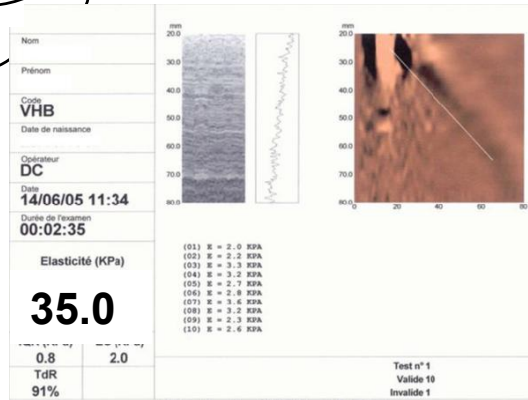 Nom
Prénom
Code
VHB
Date de naissance
Opérateur
DC
Date
14/06/05 11:34
Durée de l'examen
00:02:35
Elasticité (KPa)
35.0
0.8
2.0
TdR
91%
mm
20.0
30.0
40.0
50.0
60.0
70.0
80.0
mm
20.0
30.0
40.0
50.0
60.0
70.0
80.0
0
20
40
60
80
(01) E = 2.0 KPA
(02) E = 2.2 KPA
(03) E = 3.3 KPA
(04) E = 3.2 KPA
(05) E = 2.7 KPA
(06) E = 2.8 KPA
(07) E = 3.6 KPA
(08) E = 3.2 KPA
(09) E = 2.3 KPA
(10) E = 2.6 KPA
Test n° 1
Valide 10
Invalide 1